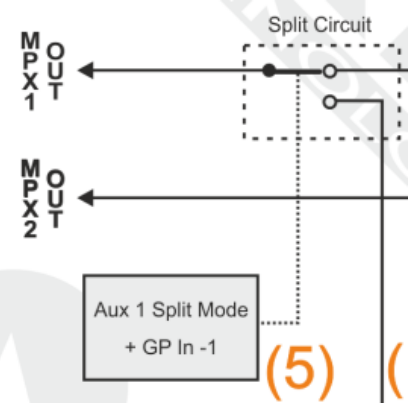 Split Circuit
MPX1 OUT
MPX2 OUT
Aux 1 Split Mode
+ GP In -1
(5) (